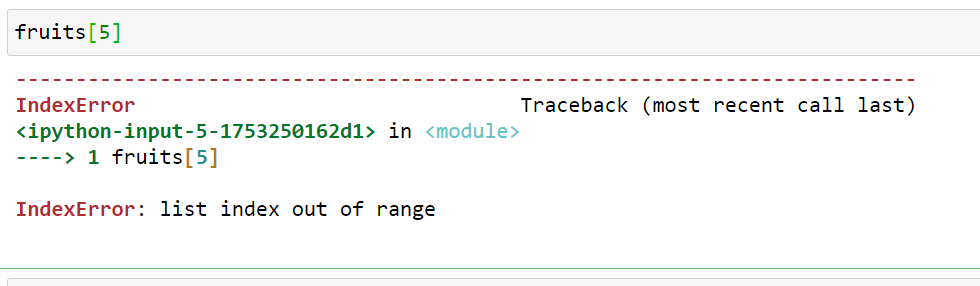 fruits[5]
---------------------------------------------------------------------------
IndexError                                Traceback (most recent call last)
<ipython-input-5-1753250162d1> in <module>
----> 1 fruits[5]
IndexError: list index out of range